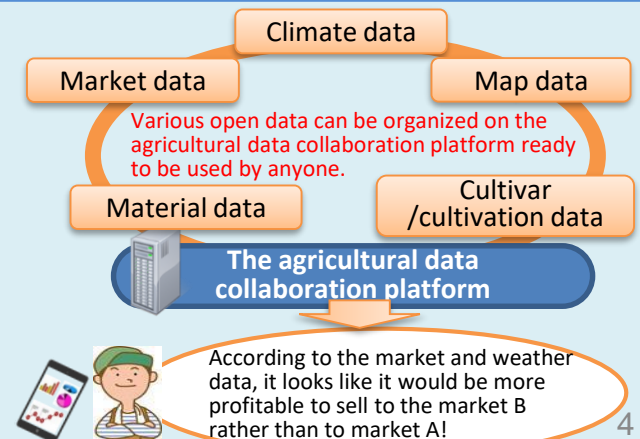 Climate data
Market data
Map data
Various open data can be organized on the
agricultural data collaboration platform ready
to be used by anyone.
Material data
Cultivar
/cultivation data
The agricultural data
collaboration platform
According to the market and weather
data, it looks like it would be more
profitable to sell to the market B
rather than to market A!
4